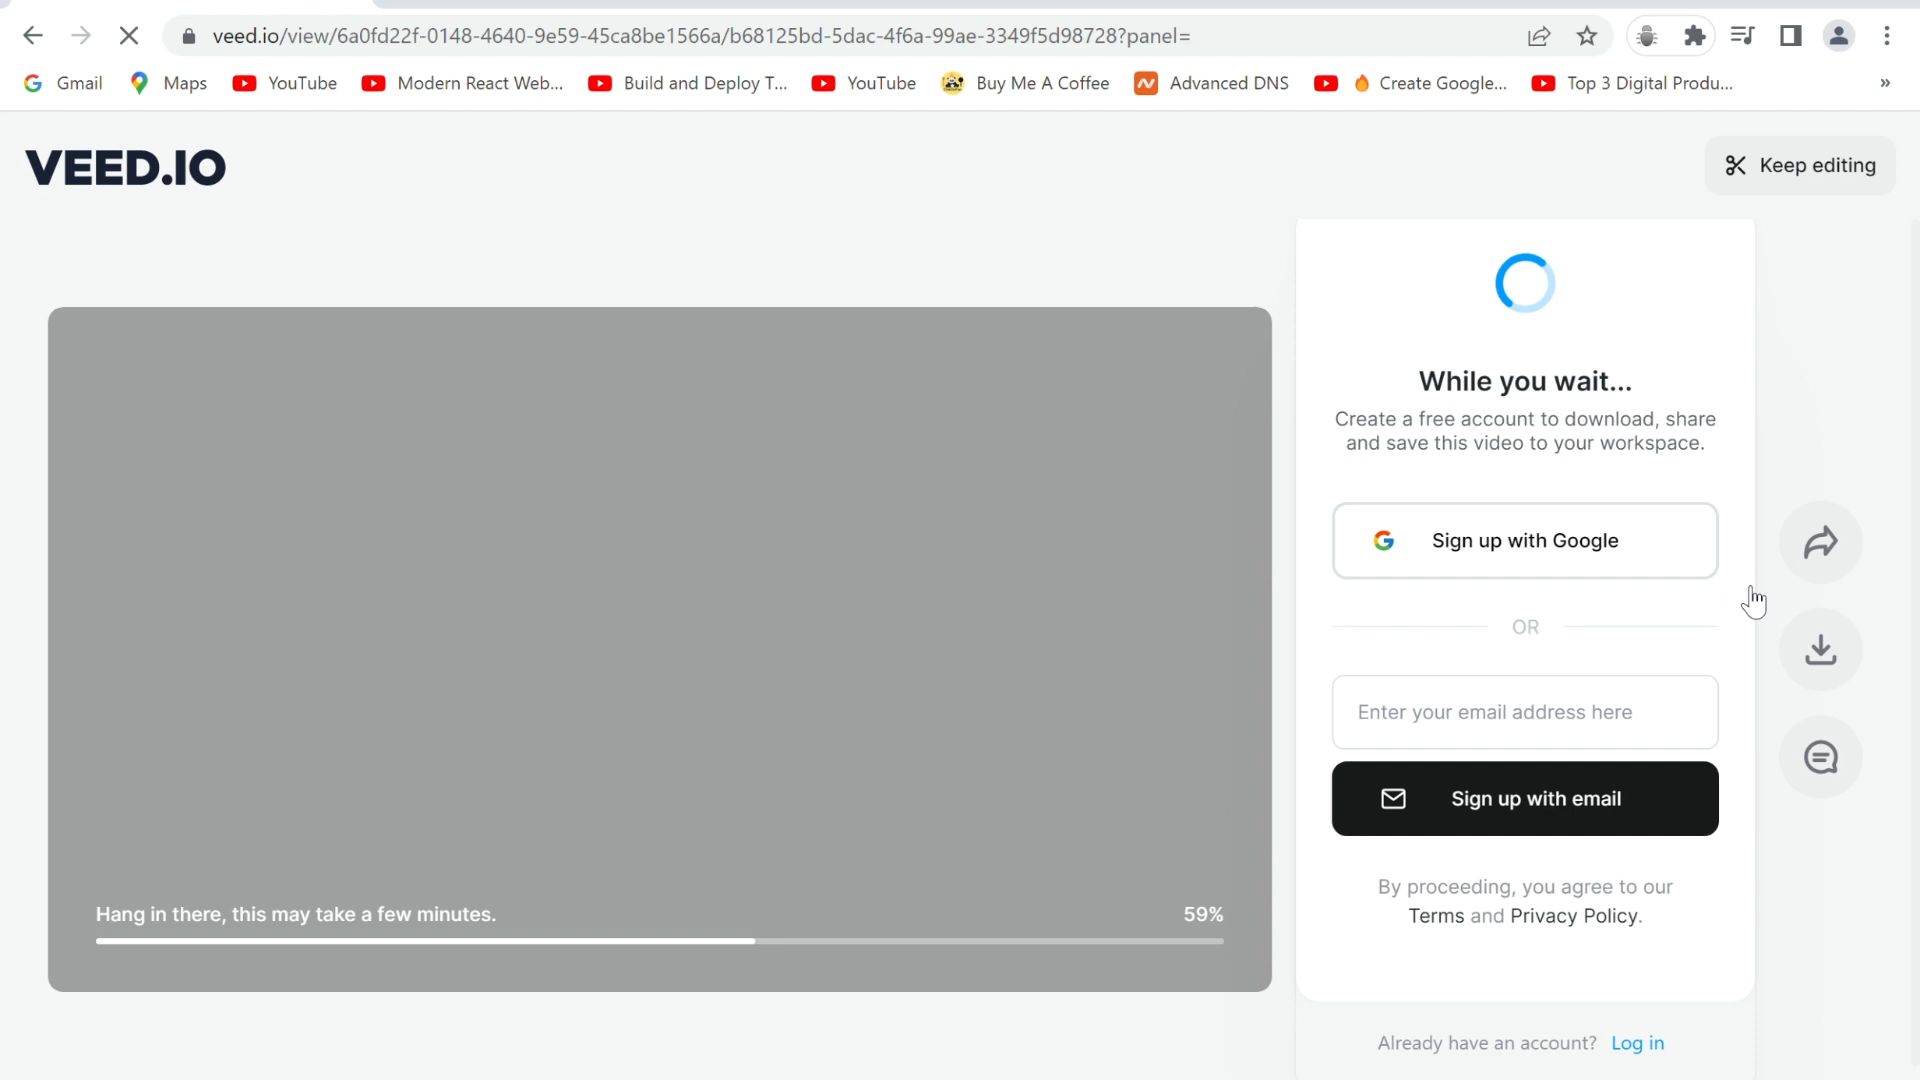 veed.io/view/6a0fd22f-0148-4640-9e59-45ca8be1566a/b68125bd-5dac-4f6a-99ae-3349f5d98728?panel=
Gmail Maps YouTube Modern React Web... Build and Deploy T... YouTube Buy Me A Coffee Advanced DNS Create Google... Top 3 Digital Produ... »
VEED.IO
Keep editing
While you wait...
Create a free account to download, share
and save this video to your workspace.
Sign up with Google
OR
Enter your email address here
Sign up with email
Hang in there, this may take a few minutes. 59%
By proceeding, you agree to our
Terms and Privacy Policy.
Already have an account? Log in